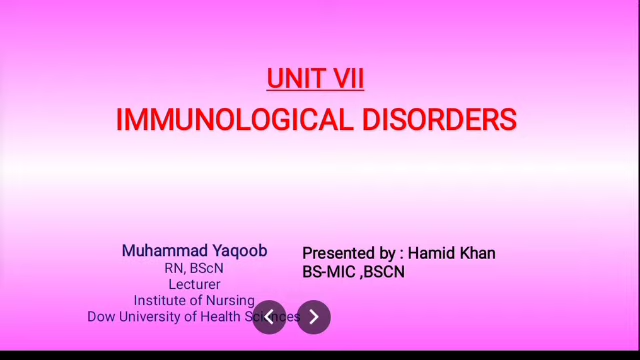 UNIT VII
IMMUNOLOGICAL DISORDERS
Muhammad Yaqoob
RN, BScN
Lecturer
Institute of Nursing
Dow University of Health Sciences
Presented by : Hamid Khan
BS-MIC ,BSCN